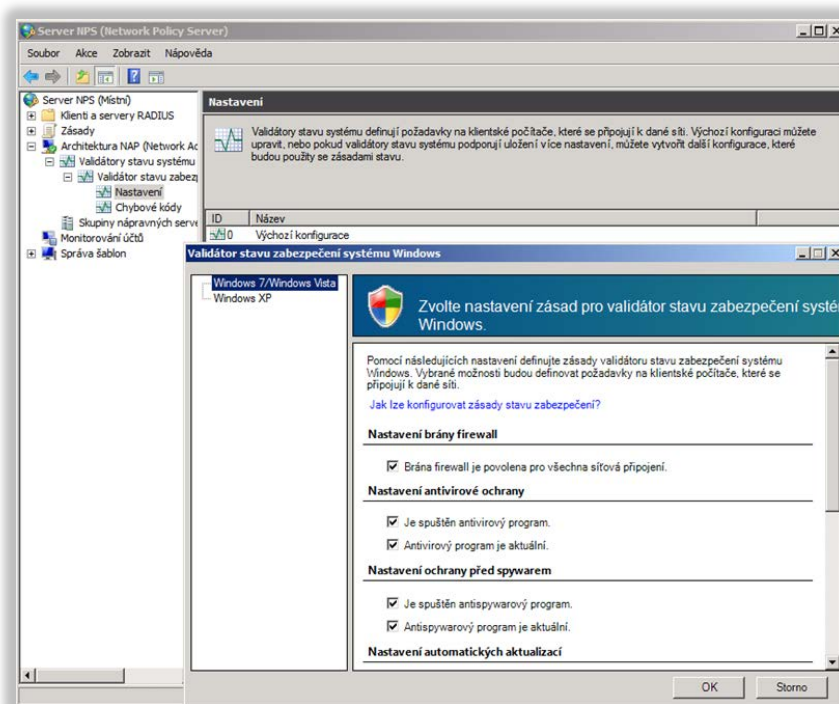 Server NPS (Network Policy Server)
Soubor Akce Zobrazit Nápověda
Server NPS (Místní)
Klienti a servery RADIUS
Zásady
Architektura NAP (Network Ac
Validátory stavu systému
Validátor stavu zabezp
Nastavení
Chybové kódy
Skupiny nápravných serve
Monitorování účtů
Správa šablon
Nastavení
Validátory stavu systému definují požadavky na klientské počítače, které se připojují k dané síti. Výchozí konfiguraci můžete
upravit, nebo pokud validátory stavu systému podporují uložení více nastavení, můžete vytvořit další konfigurace, které
budou použity se zásadami stavu.
ID Název
0 Výchozí konfigurace
Validátor stavu zabezpečení systému Windows
Windows 7/Windows Vista
Windows XP
Zvolte nastavení zásad pro validátor stavu zabezpečení systé
Windows.
Pomocí následujících nastavení definujte zásady validátoru stavu zabezpečení systému
Windows. Vybrané možnosti budou definovat požadavky na klientské počítače, které se
připojují k dané síti.
Jak lze konfigurovat zásady stavu zabezpečení?
Nastavení brány firewall
Brána firewall je povolena pro všechna síťová připojení.
Nastavení antivirové ochrany
Je spuštěn antivirový program.
Antivirový program je aktuální.
Nastavení ochrany před spywarem
Je spuštěn antispywarový program.
Antispywarový program je aktuální.
Nastavení automatických aktualizací
OK Storno